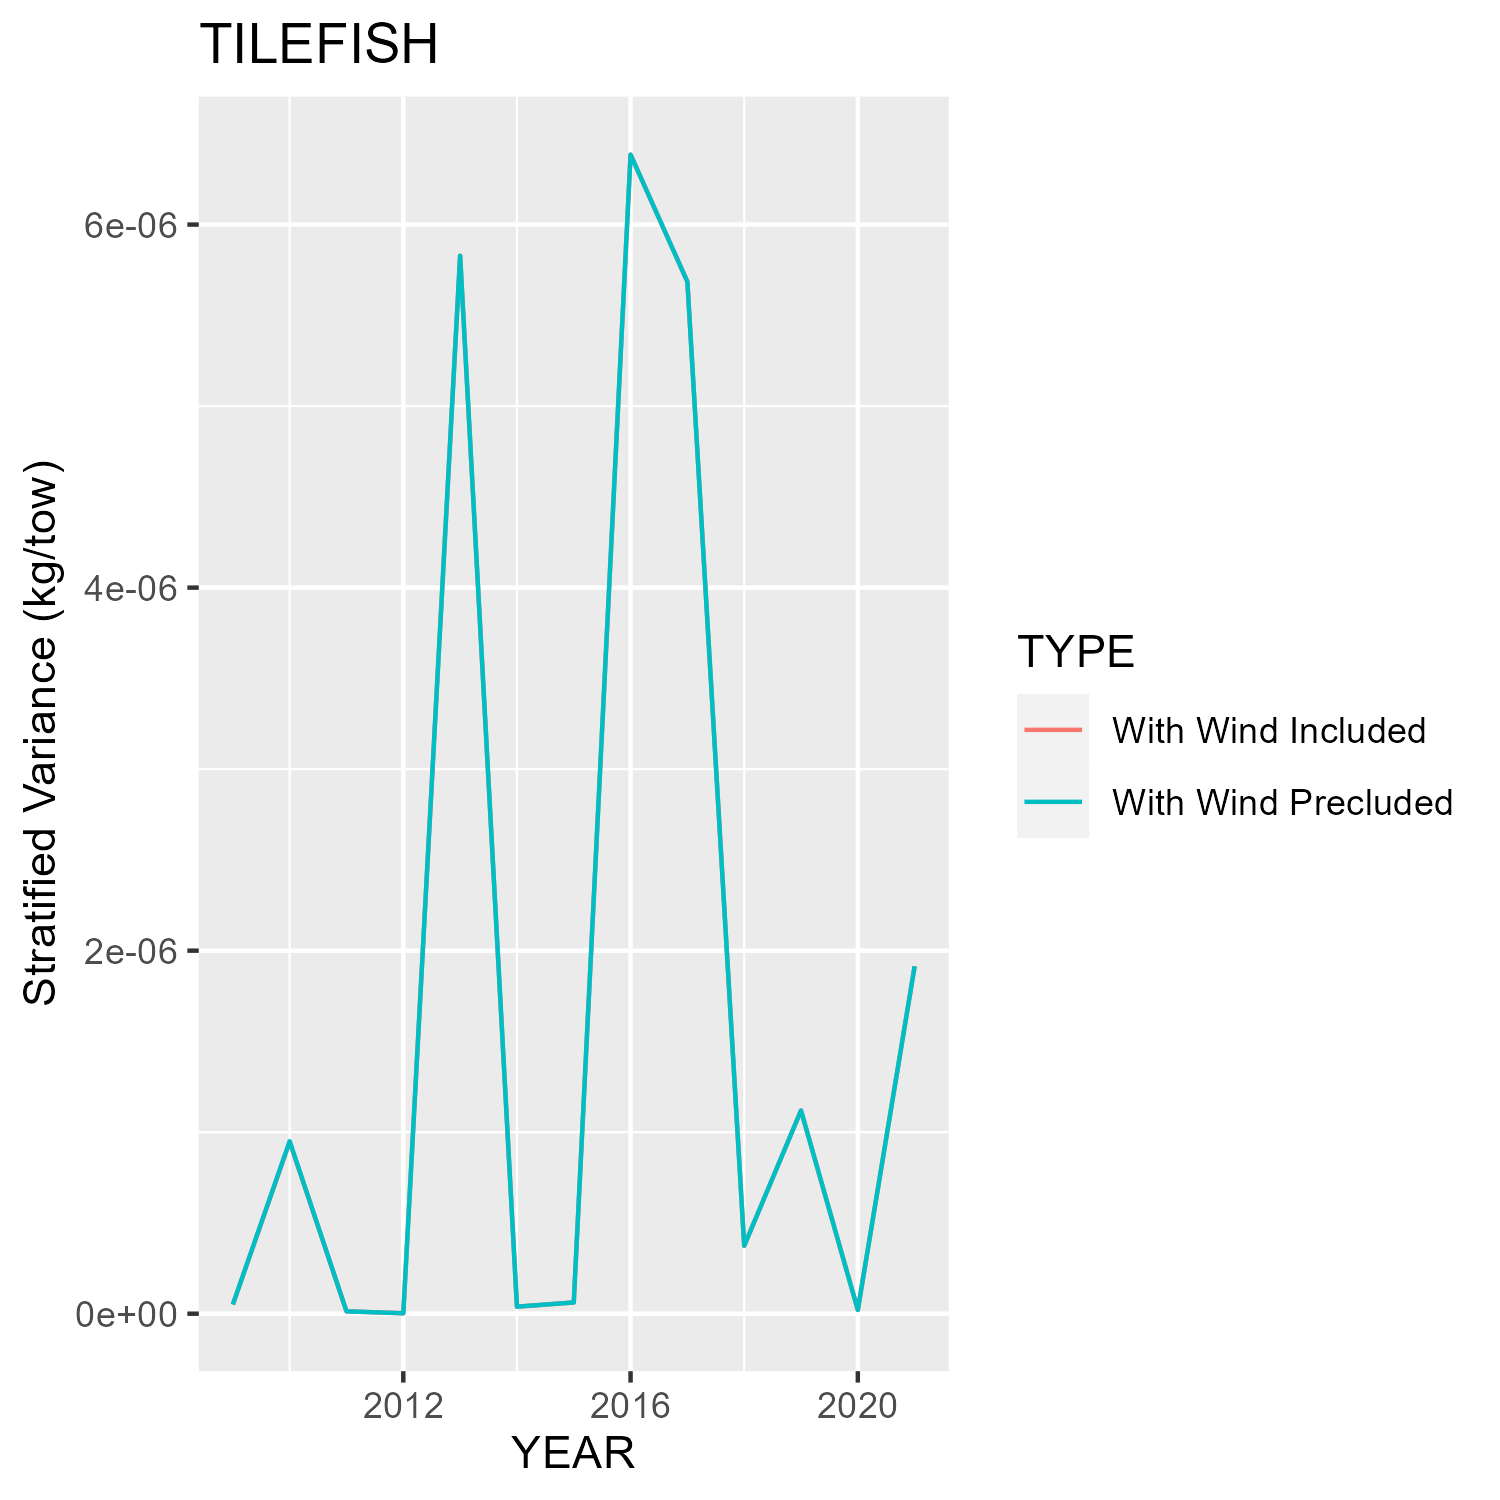 TILEFISH
Stratified Variance (kg/tow)
6e-06
4e-06
2e-06
0e+00
2012 2016 2020
YEAR
TYPE
With Wind Included
With Wind Precluded